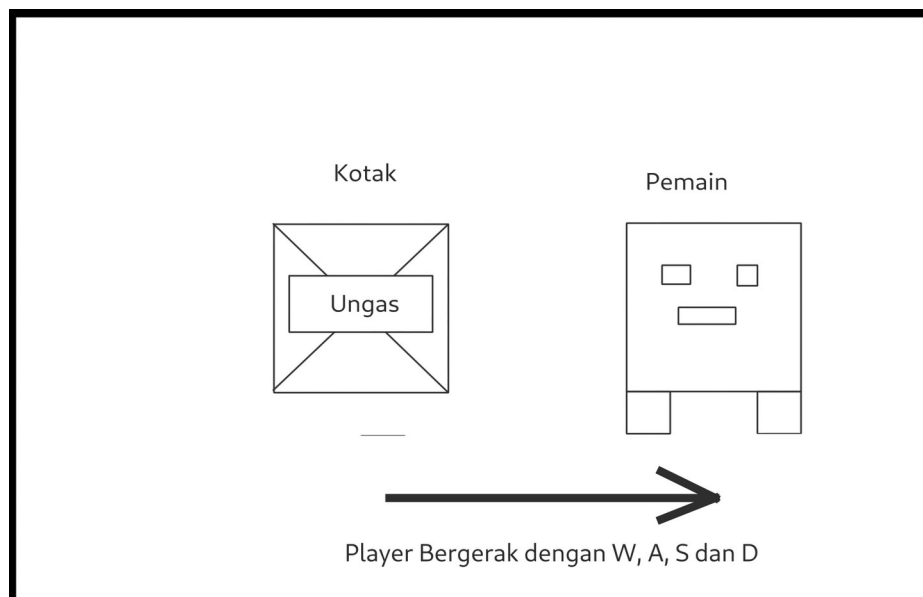 Kotak
Pemain
Ungas
Player Bergerak dengan W, A, S dan D